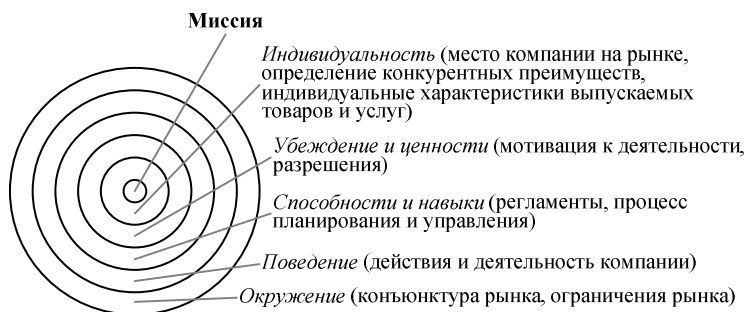 Миссия
Индивидуальность (место компании на рынке,
определение конкурентных преимуществ,
индивидуальные характеристики выпускаемых
товаров и услуг)
Убеждение и ценности (мотивация к деятельности,
разрешения)
Способности и навыки (регламенты, процесс
планирования и управления)
Поведение (действия и деятельность компании)
Окружение (конъюнктура рынка, ограничения рынка)